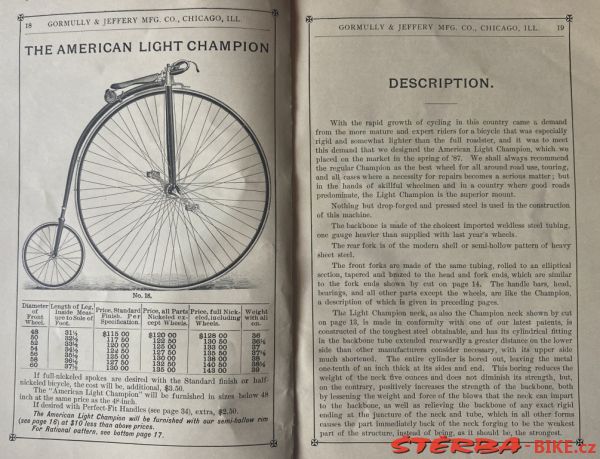 18 GORMULLY & JEFFERY MFG. CO., CHICAGO, ILL.
THE AMERICAN LIGHT CHAMPION
No. 18.
Diameter of Front Wheel. Length of Leg, Inside Measure to Sole of Foot. Price, Standard Finish. Per Specification. Price, all Parts Nickeled except Wheels. Price, full Nickeled, including Wheels. Weight with all on.
48 31½ $115 00 $120 00 $128 00 36
50 32½ 117 50 122 50 130 50 36½
52 33½ 120 00 125 00 133 00 37
54 34½ 122 50 127 50 135 50 37½
56 35½ 125 00 130 00 138 00 38
58 36½ 127 50 132 50 140 50 38½
60 37½ 130 00 135 00 143 00 39
If full-nickeled spokes are desired with the Standard finish or half-
nickeled bicycle, the cost will be, additional, $3.50.
The "American Light Champion" will be furnished in sizes below 48
inch at the same price as the 48-inch.
If desired with Perfect-Fit Handles (see page 34), extra, $2.50.
The American Light Champion will be furnished with our semi-hollow rim
(see page 16) at $10 less than above prices.
For Rational pattern, see bottom page 17.
GORMULLY & JEFFERY MFG. CO., CHICAGO, ILL. 19
DESCRIPTION.
With the rapid growth of cycling in this country came a demand
from the more mature and expert riders for a bicycle that was especially
rigid and somewhat lighter than the full roadster, and it was to meet
this demand that we designed the American Light Champion, which we
placed on the market in the spring of '87. We shall always recommend
the regular Champion as the best wheel for all around road use, touring,
and all cases where a necessity for repairs becomes a serious matter; but
in the hands of skillful wheelmen and in a country where good roads
predominate, the Light Champion is the superior wheel.
Nothing but drop-forged and pressed steel is used in the construction
of this machine.
The backbone is made of the choicest imported weldless steel tubing,
one gauge heavier than supplied with last year's wheels.
The rear fork is of the modern shell or semi-hollow pattern of heavy
sheet steel.
The front forks are made of the same tubing, rolled to an elliptical
section, tapered and brazed to the head and fork ends, which are similar
to the fork ends shown by cut on page 14. The handle bars, head,
bearings, and all other parts except the wheels, are like the Champion,
a description of which is given in preceding pages.
The Light Champion neck, as also the Champion neck shown by cut
on page 13, is made in conformity with one of our latest patents, is
constructed of the toughest steel obtainable, and has its cylindrical fitting
in the backbone tube extended rearwardly a greater distance on the lower
side than other manufacturers consider necessary, with its upper side
much shortened. The entire cylinder is bored out, leaving the metal
one-tenth of an inch thick at its sides and end. This boring reduces the
weight of the neck five ounces and does not diminish its strength, but,
on the contrary, positively increases the strength of the backbone, both
by lessening the weight and force of the blows that the neck can impart
to the backbone, as well as relieving the backbone of any exact rigid
ending at the juncture of the neck and tube, which in all other forms
causes the part immediately back of the neck forging to be the weakest
part of the structure, instead of being, as it should be, the strongest.
STĚRBA-BIKE.cz